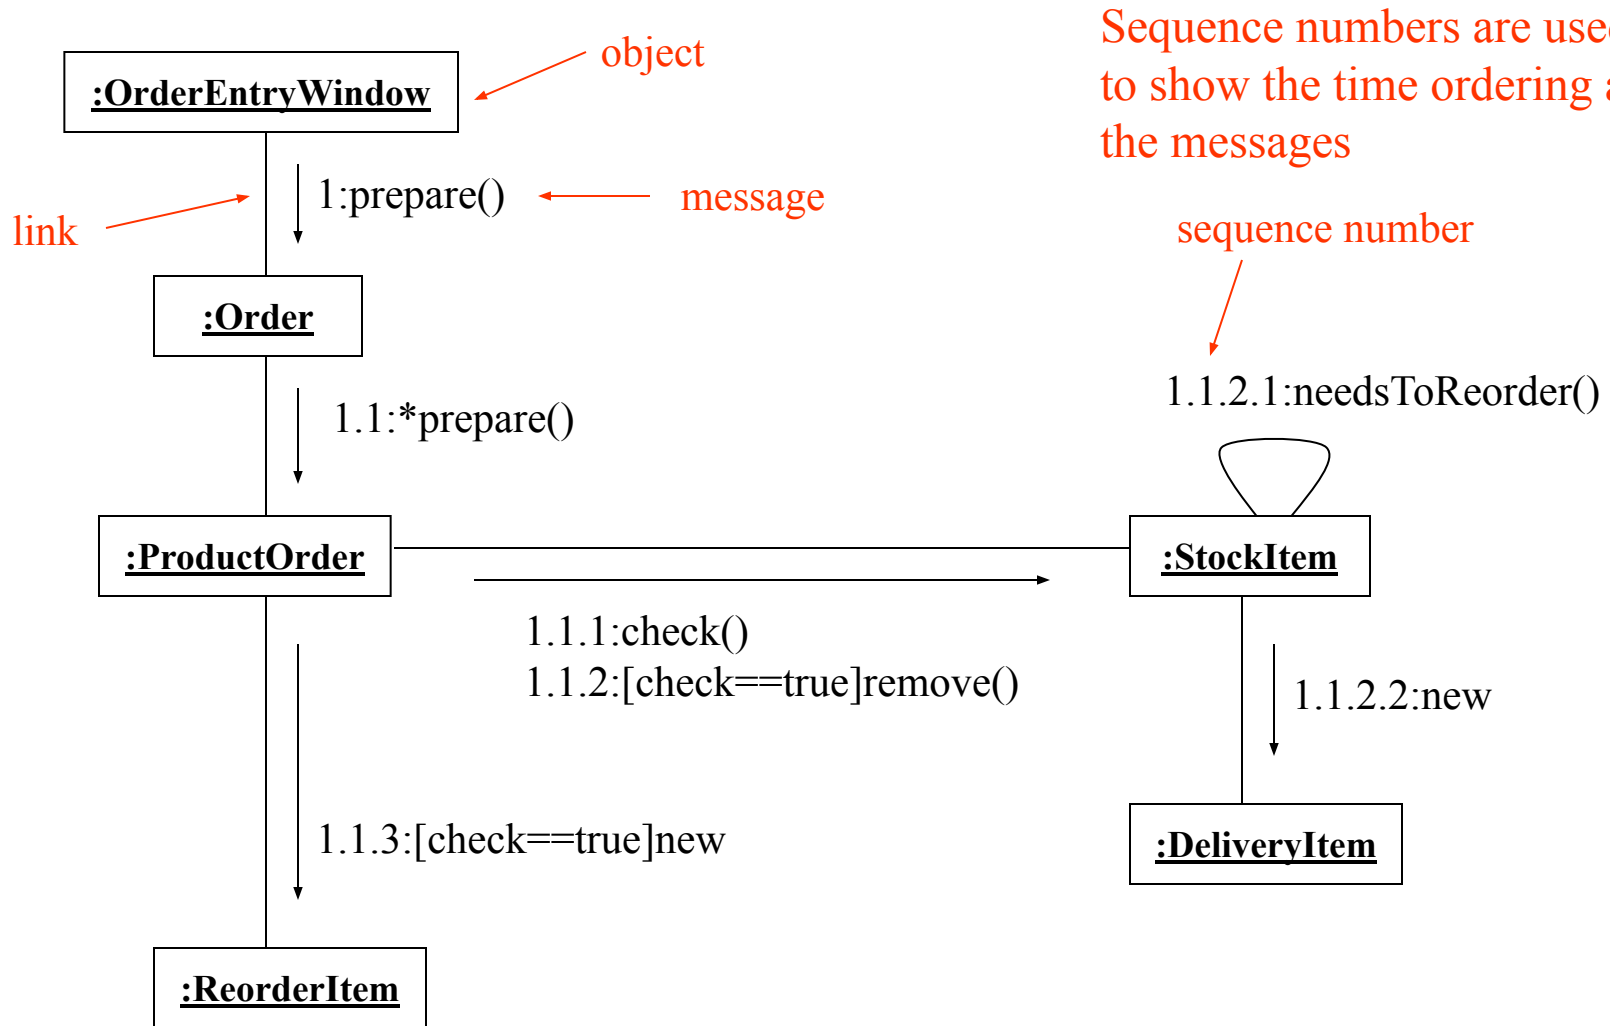 Sequence numbers are used
to show the time ordering a
the messages
object
:OrderEntryWindow
1:prepare()
message
link
sequence number
:Order
1.1.2.1:needsToReorder()
1.1:*prepare()
:ProductOrder
:StockItem
1.1.1:check()
1.1.2:[check==true]remove()
1.1.2.2:new
1.1.3:[check==true]new
:DeliveryItem
:ReorderItem